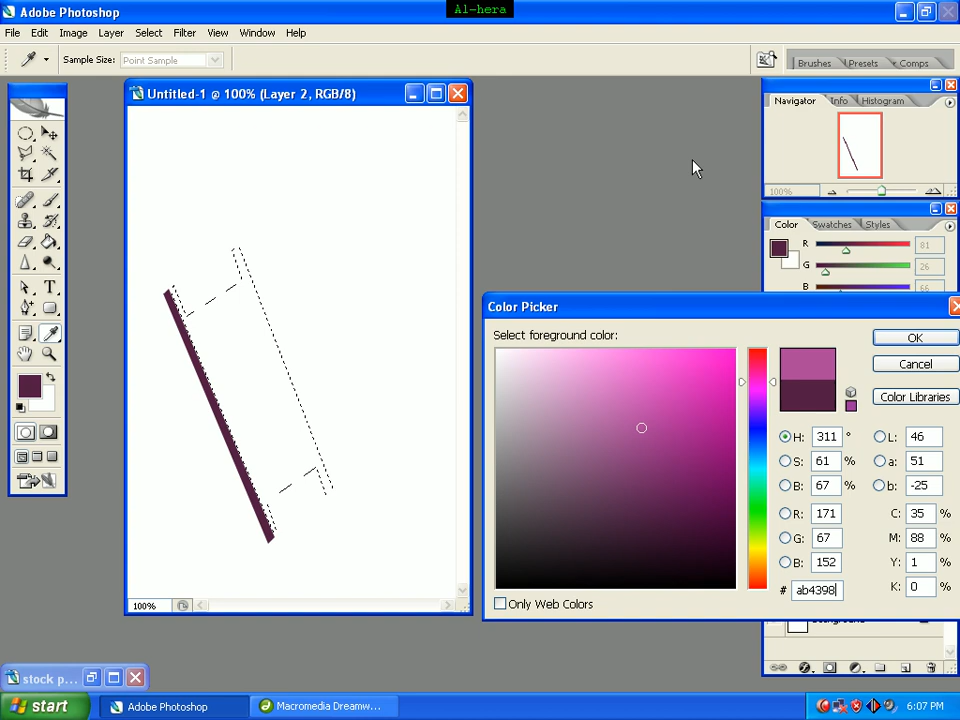 Adobe Photoshop
Al-hera
File Edit Image Layer Select Filter View Window Help
Sample Size: Point Sample
Brushes Presets Comps
Untitled-1 @ 100% (Layer 2, RGB/8)
Navigator Info Histogram
100%
Color Swatches Styles
R 81
G 26
B 66
Color Picker
Select foreground color:
OK
Cancel
Color Libraries
H: 311 ° L: 46
S: 61 % a: 51
B: 67 % b: -25
R: 171 C: 35 %
G: 67 M: 88 %
B: 152 Y: 1 %
# ab4398 K: 0 %
Only Web Colors
100%
stock p...
start Adobe Photoshop Macromedia Dreamw... 6:07 PM